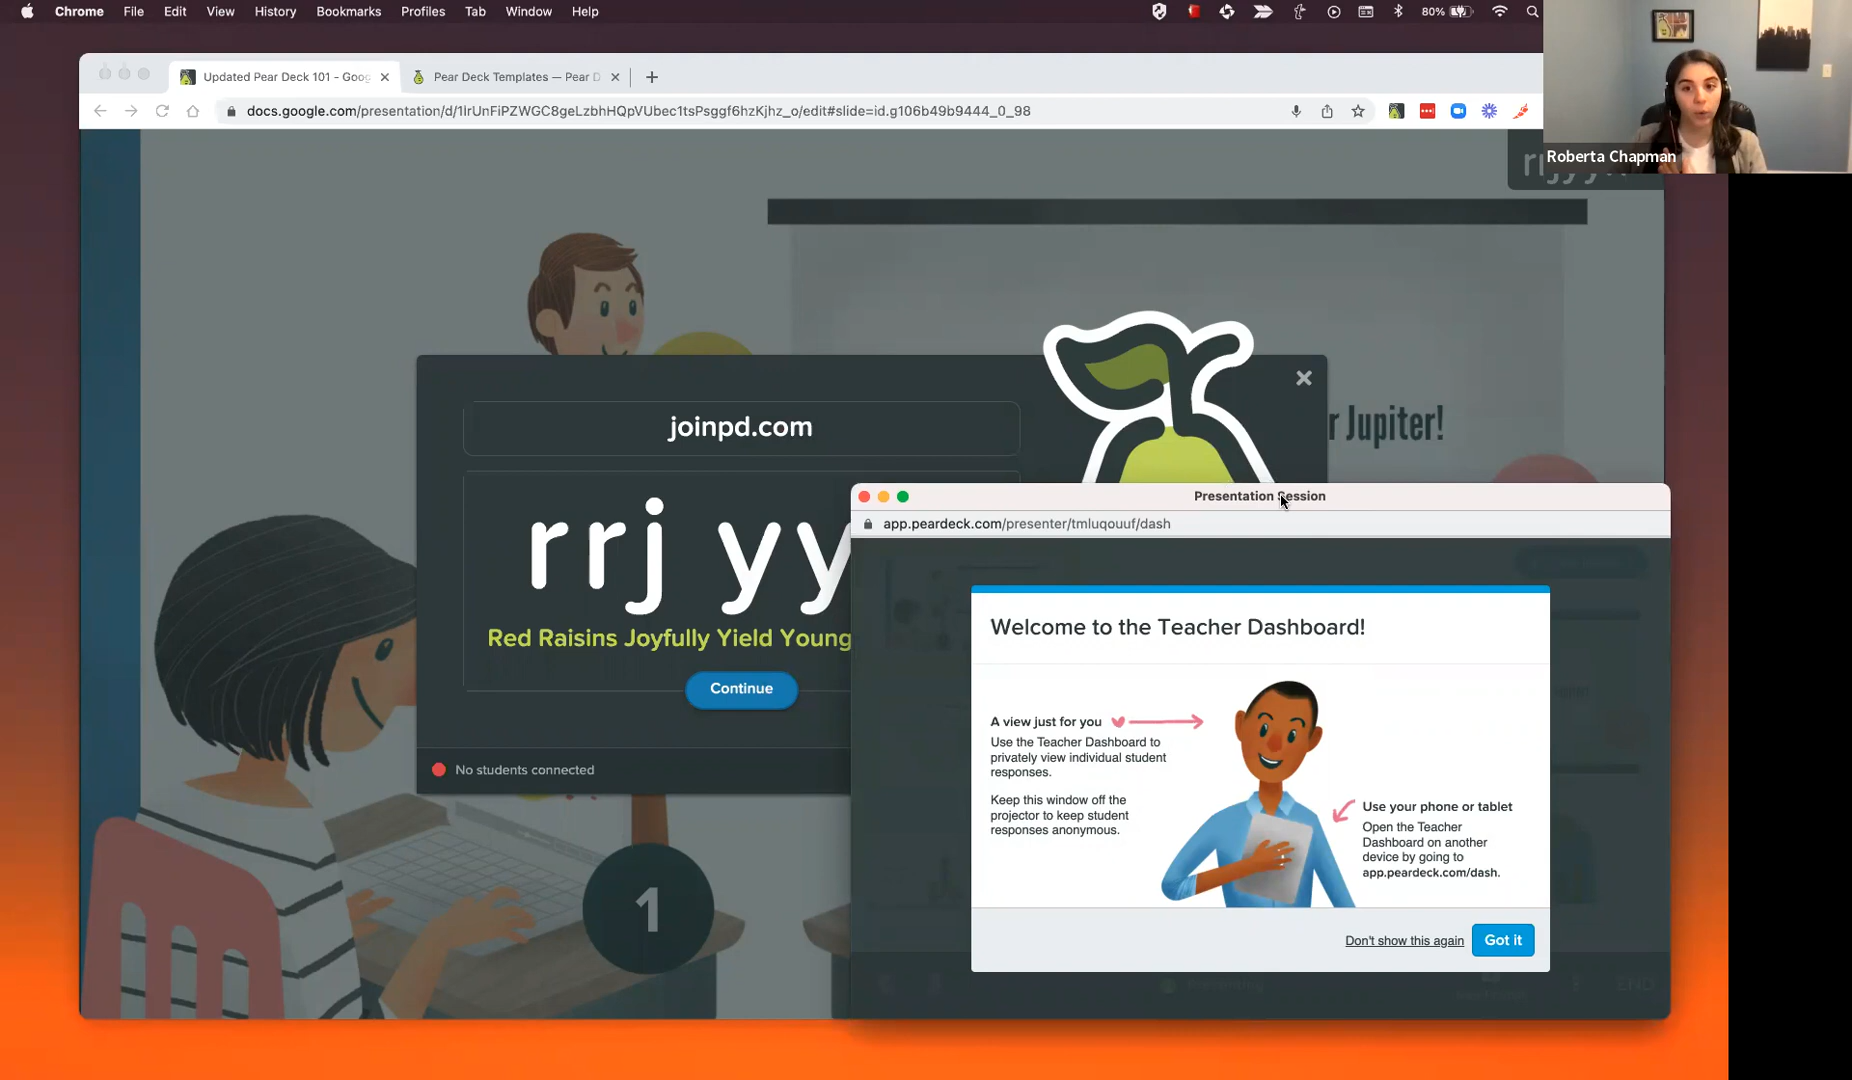 Chrome File Edit View History Bookmarks Profiles Tab Window Help 80%
Updated Pear Deck 101 - Goog
Pear Deck Templates — Pear D
docs.google.com/presentation/d/1IrUnFiPZWGC8geLzbhHQpVUbec1tsPsggf6hzKjhz_o/edit#slide=id.g106b49b9444_0_98
Roberta Chapman
r Jupiter!
joinpd.com
rrj yy
Red Raisins Joyfully Yield Young
Continue
No students connected
1
Presentation Session
app.peardeck.com/presenter/tmluqouuf/dash
Welcome to the Teacher Dashboard!
A view just for you
Use the Teacher Dashboard to
privately view individual student
responses.
Keep this window off the
projector to keep student
responses anonymous.
Use your phone or tablet
Open the Teacher
Dashboard on another
device by going to
app.peardeck.com/dash.
Don't show this again
Got it
END